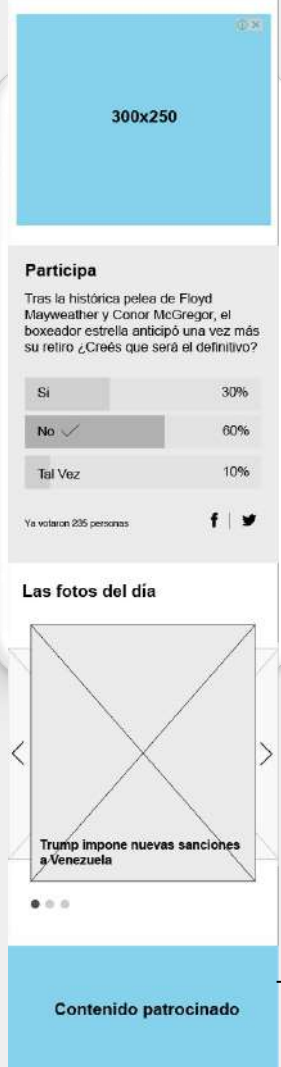 300x250
Participa
Tras la histórica pelea de Floyd
Mayweather y Conor McGregor, el
boxeador estrella anticipó una vez más
su retiro ¿Creés que será el definitivo?
Si 30%
No 60%
Tal Vez 10%
Ya votaron 235 personas
Las fotos del día
Trump impone nuevas sanciones
a Venezuela
Contenido patrocinado